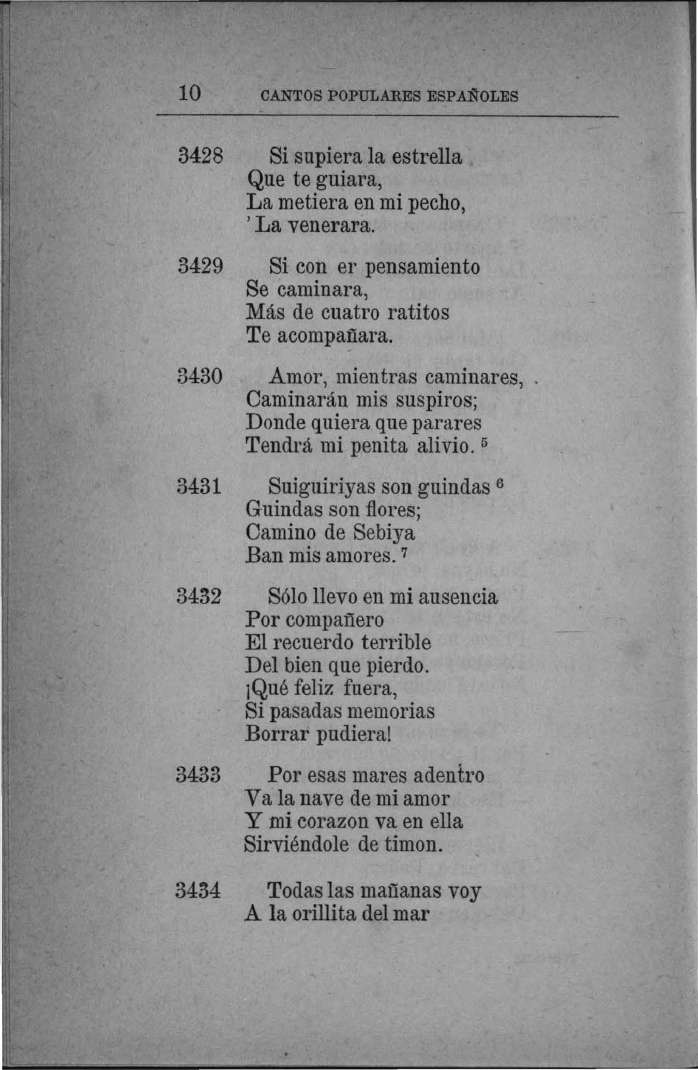 10 CANTOS POPULARES ESPAÑOLES
3428 Si supiera la estrella
Que te guiara,
La metiera en mi pecho,
' La venerara.
3429 Si con er pensamiento
Se caminara,
Más de cuatro ratitos
Te acompañara.
3430 Amor, mientras caminares,
Caminarán mis suspiros;
Donde quiera que parares
Tendrá mi penita alivio. 5
3431 Suiguiriyas son guindas 6
Guindas son flores;
Camino de Sebiya
Ban mis amores. 7
3432 Sólo llevo en mi ausencia
Por compañero
El recuerdo terrible
Del bien que pierdo.
¡Qué feliz fuera,
Si pasadas memorias
Borrar pudiera!
3433 Por esas mares adentro
Va la nave de mi amor
Y mi corazon va en ella
Sirviéndole de timon.
3434 Todas las mañanas voy
A la orillita del mar